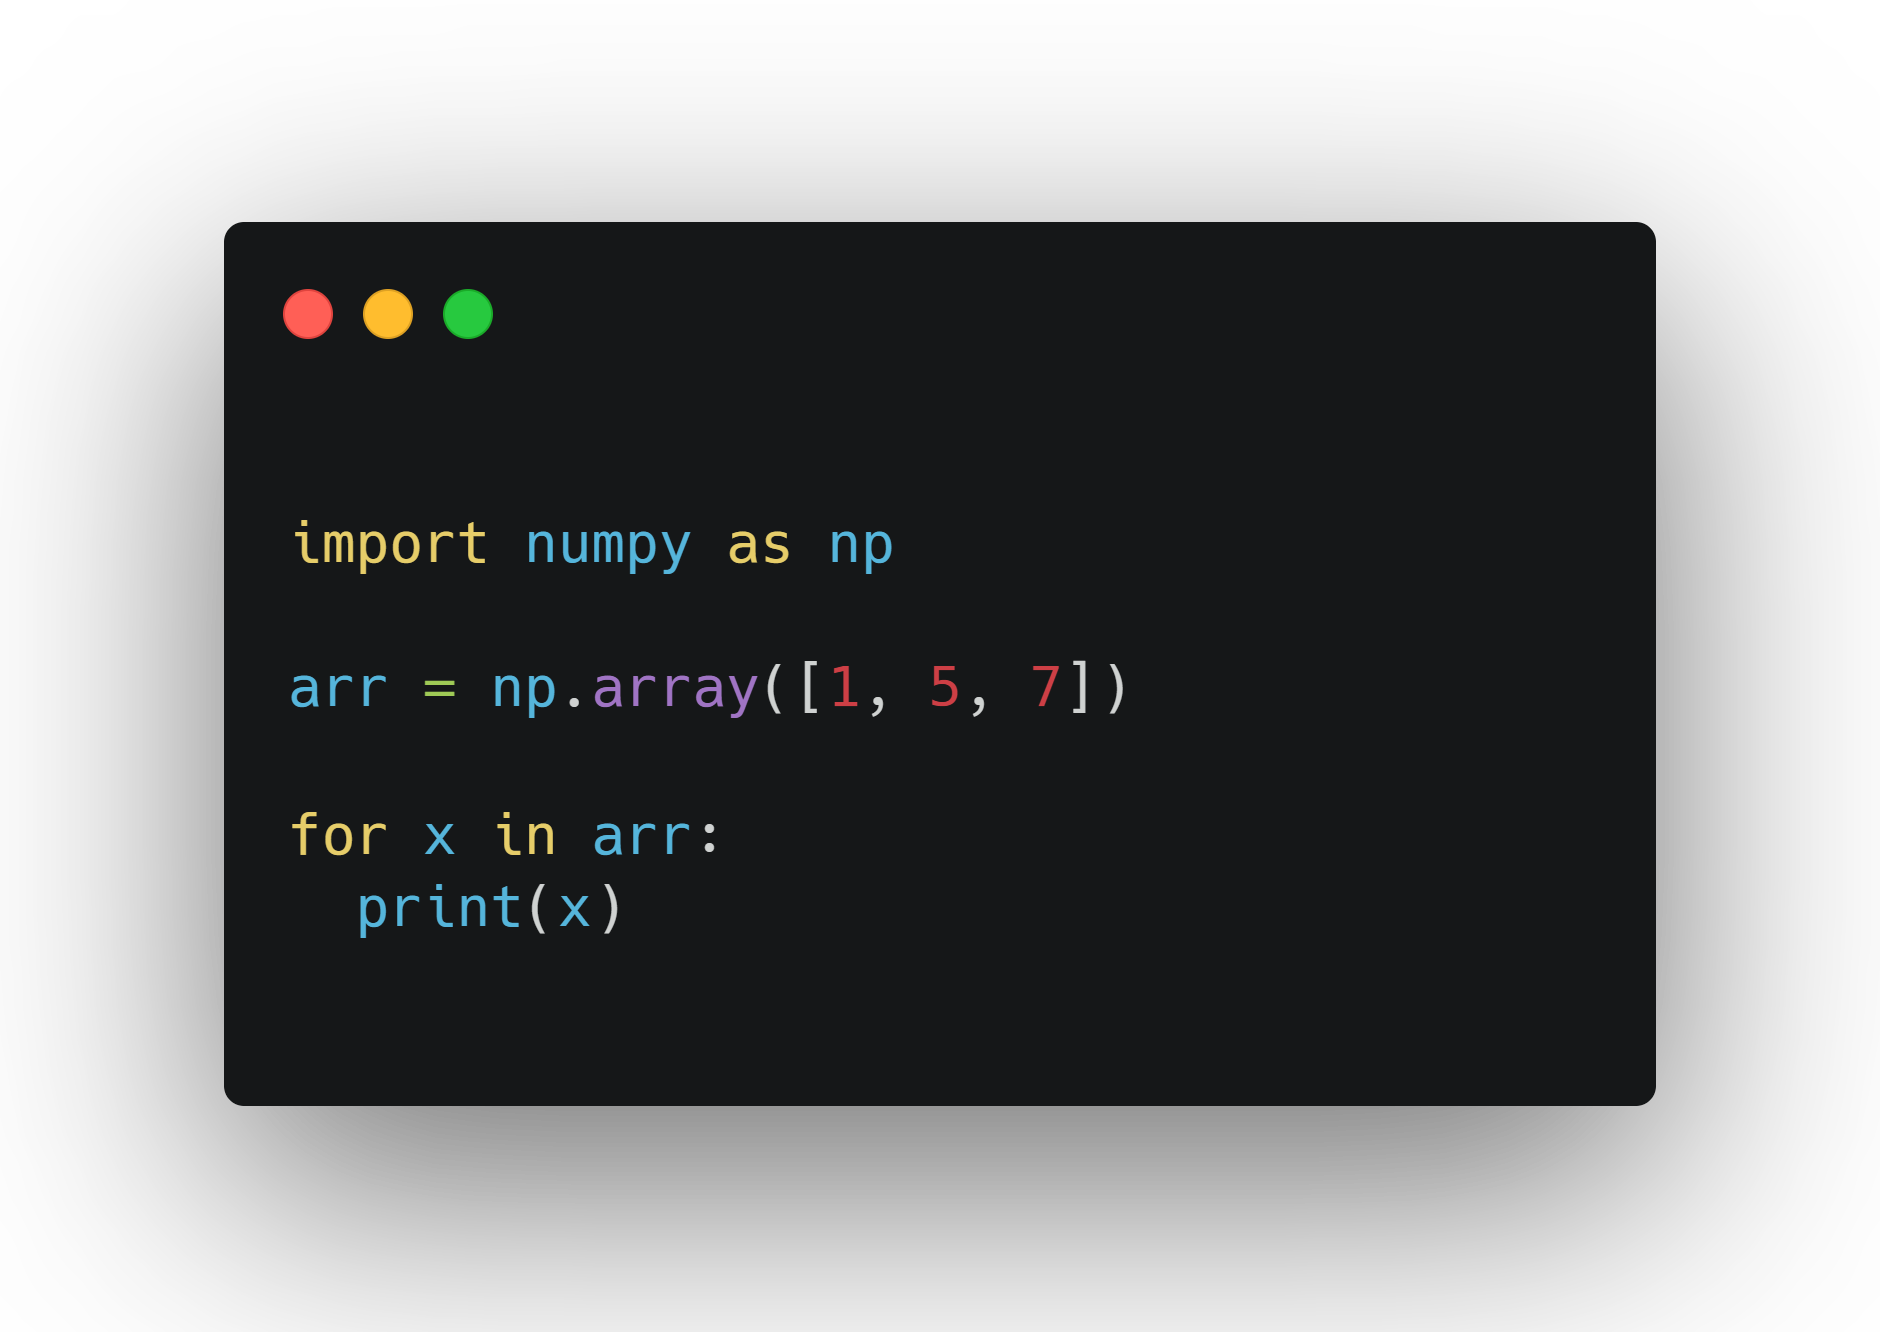 import numpy as np
arr = np.array([1, 5, 7])
for x in arr:
  print(x)